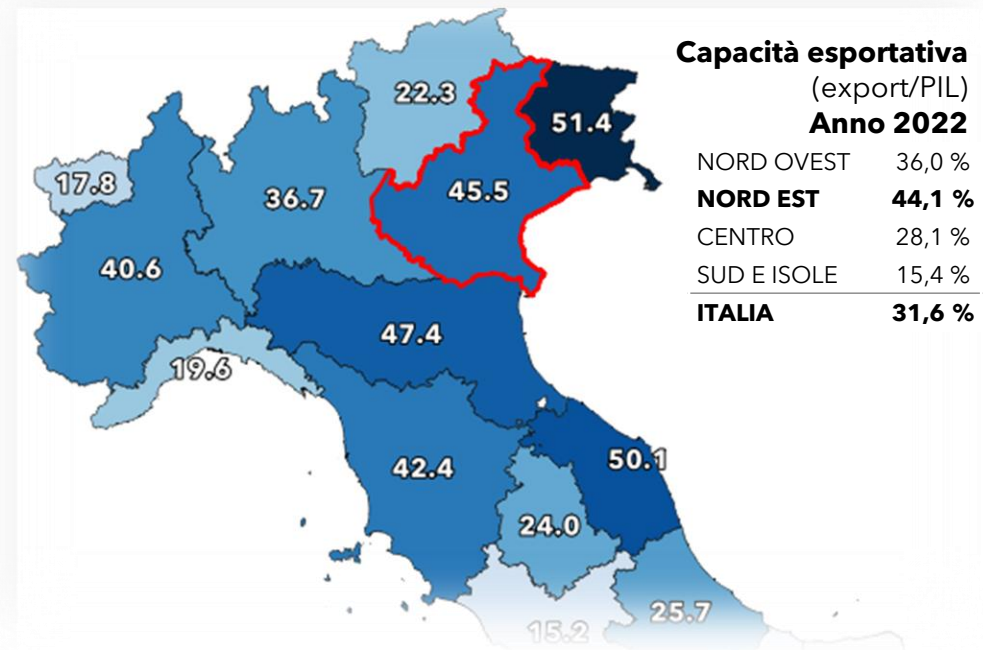 Capacità esportativa
(export/PIL)
Anno 2022
NORD OVEST 36,0 %
NORD EST 44,1 %
CENTRO 28,1 %
SUD E ISOLE 15,4 %
ITALIA 31,6 %
22.3
51.4
17.8
36.7
45.5
40.6
47.4
19.6
42.4
50.1
24.0
25.7
15.2